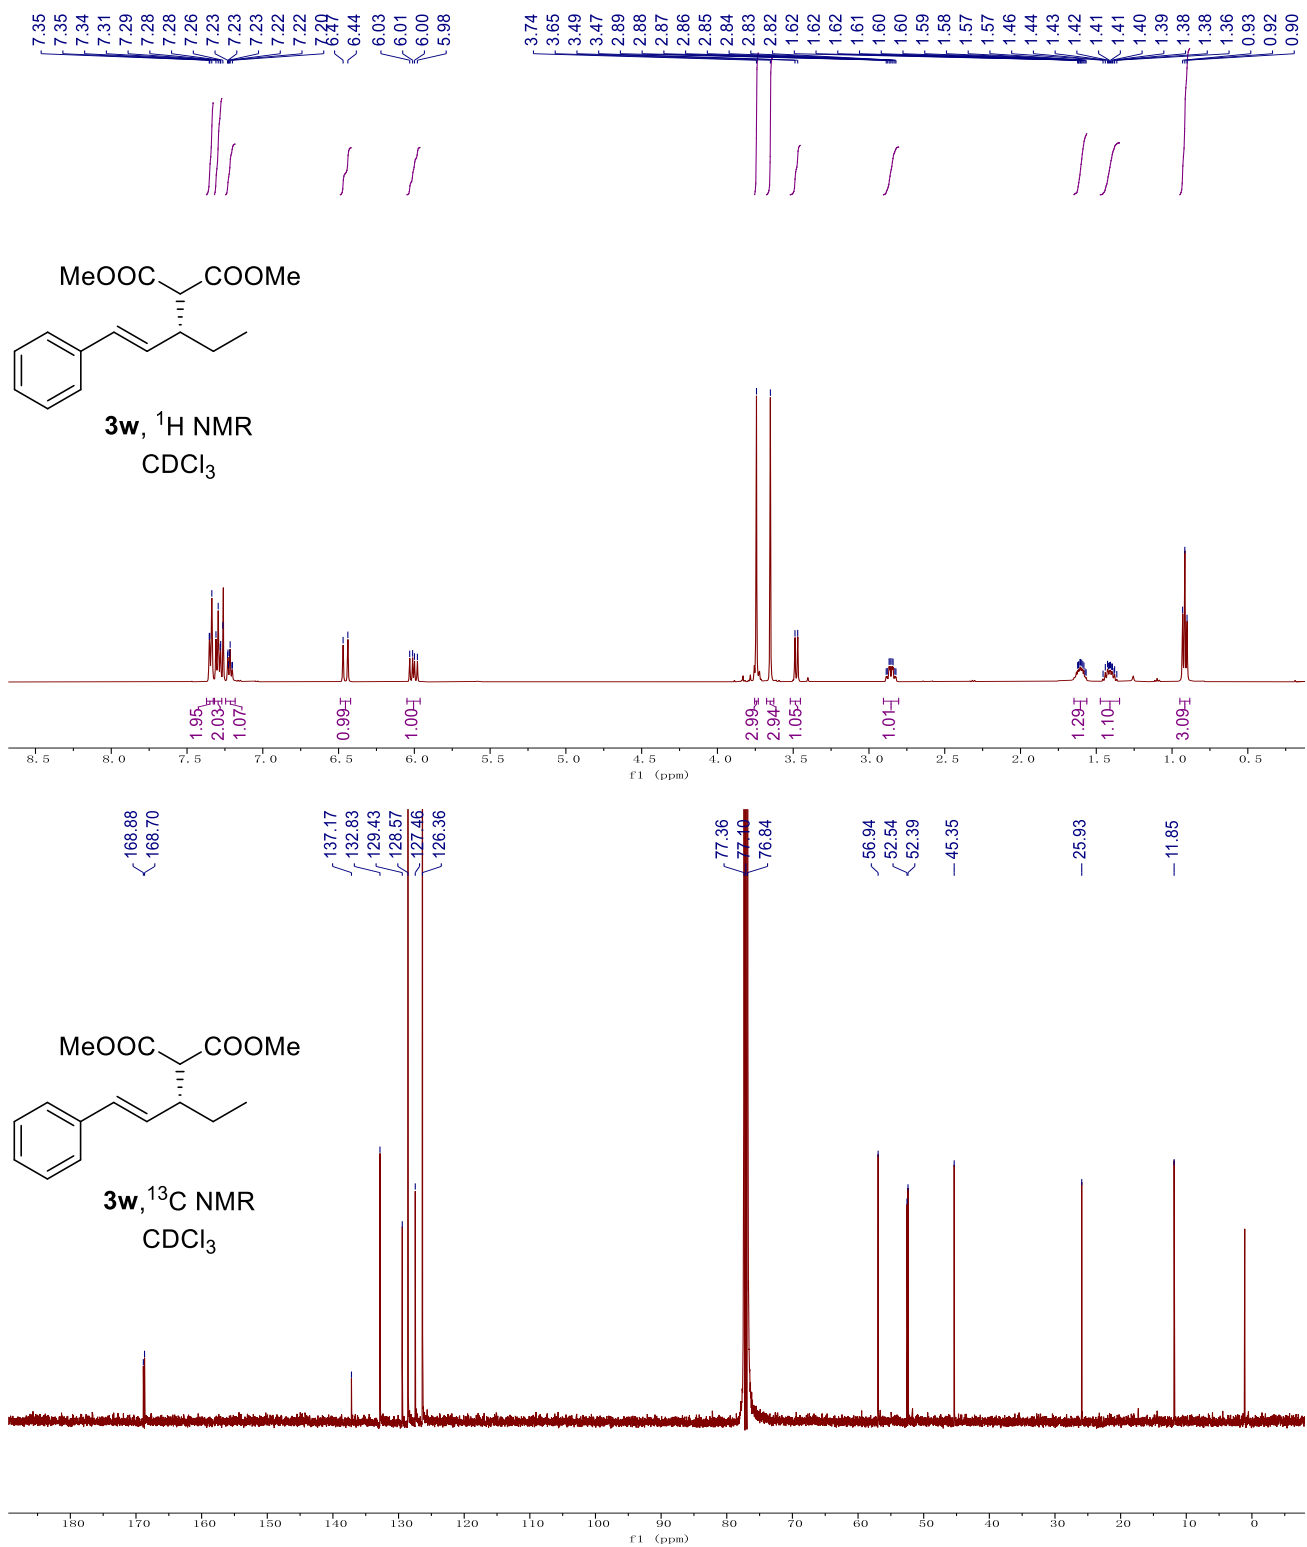 7.35 7.35 7.34 7.31 7.29 7.28 7.28 7.26 7.23 7.23 7.23 7.22 7.22 7.20 6.47 6.44 6.03 6.01 6.00 5.98 3.74 3.65 3.49 3.47 2.89 2.88 2.87 2.86 2.85 2.84 2.83 2.82 1.62 1.62 1.62 1.61 1.60 1.60 1.59 1.58 1.57 1.57 1.46 1.44 1.43 1.42 1.41 1.41 1.40 1.39 1.38 1.38 1.36 0.93 0.92 0.90
MeOOC COOMe
3w, ¹H NMR
CDCl₃
1.95 2.03 1.07 0.99 1.00 2.99 2.94 1.05 1.01 1.29 1.10 3.09
8.5 8.0 7.5 7.0 6.5 6.0 5.5 5.0 4.5 4.0 3.5 3.0 2.5 2.0 1.5 1.0 0.5
f1 (ppm)
168.88 168.70 137.17 132.83 129.43 128.57 127.46 126.36 77.36 77.10 76.84 56.94 52.54 52.39 45.35 25.93 11.85
MeOOC COOMe
3w, ¹³C NMR
CDCl₃
180 170 160 150 140 130 120 110 100 90 80 70 60 50 40 30 20 10 0
f1 (ppm)